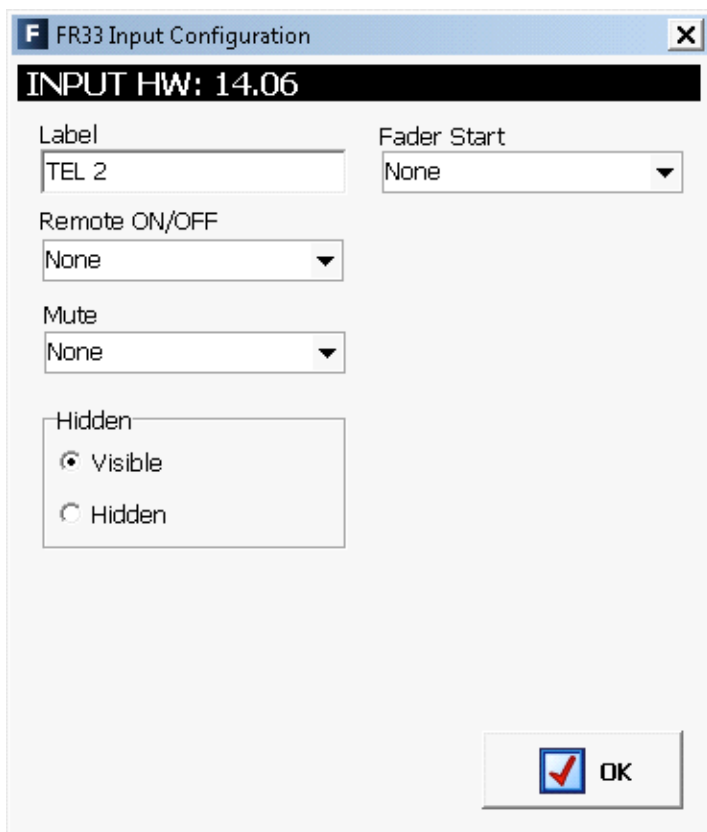 F FR33 Input Configuration
INPUT HW: 14.06
Label
TEL 2
Fader Start
None
Remote ON/OFF
None
Mute
None
Hidden
Visible
Hidden
OK